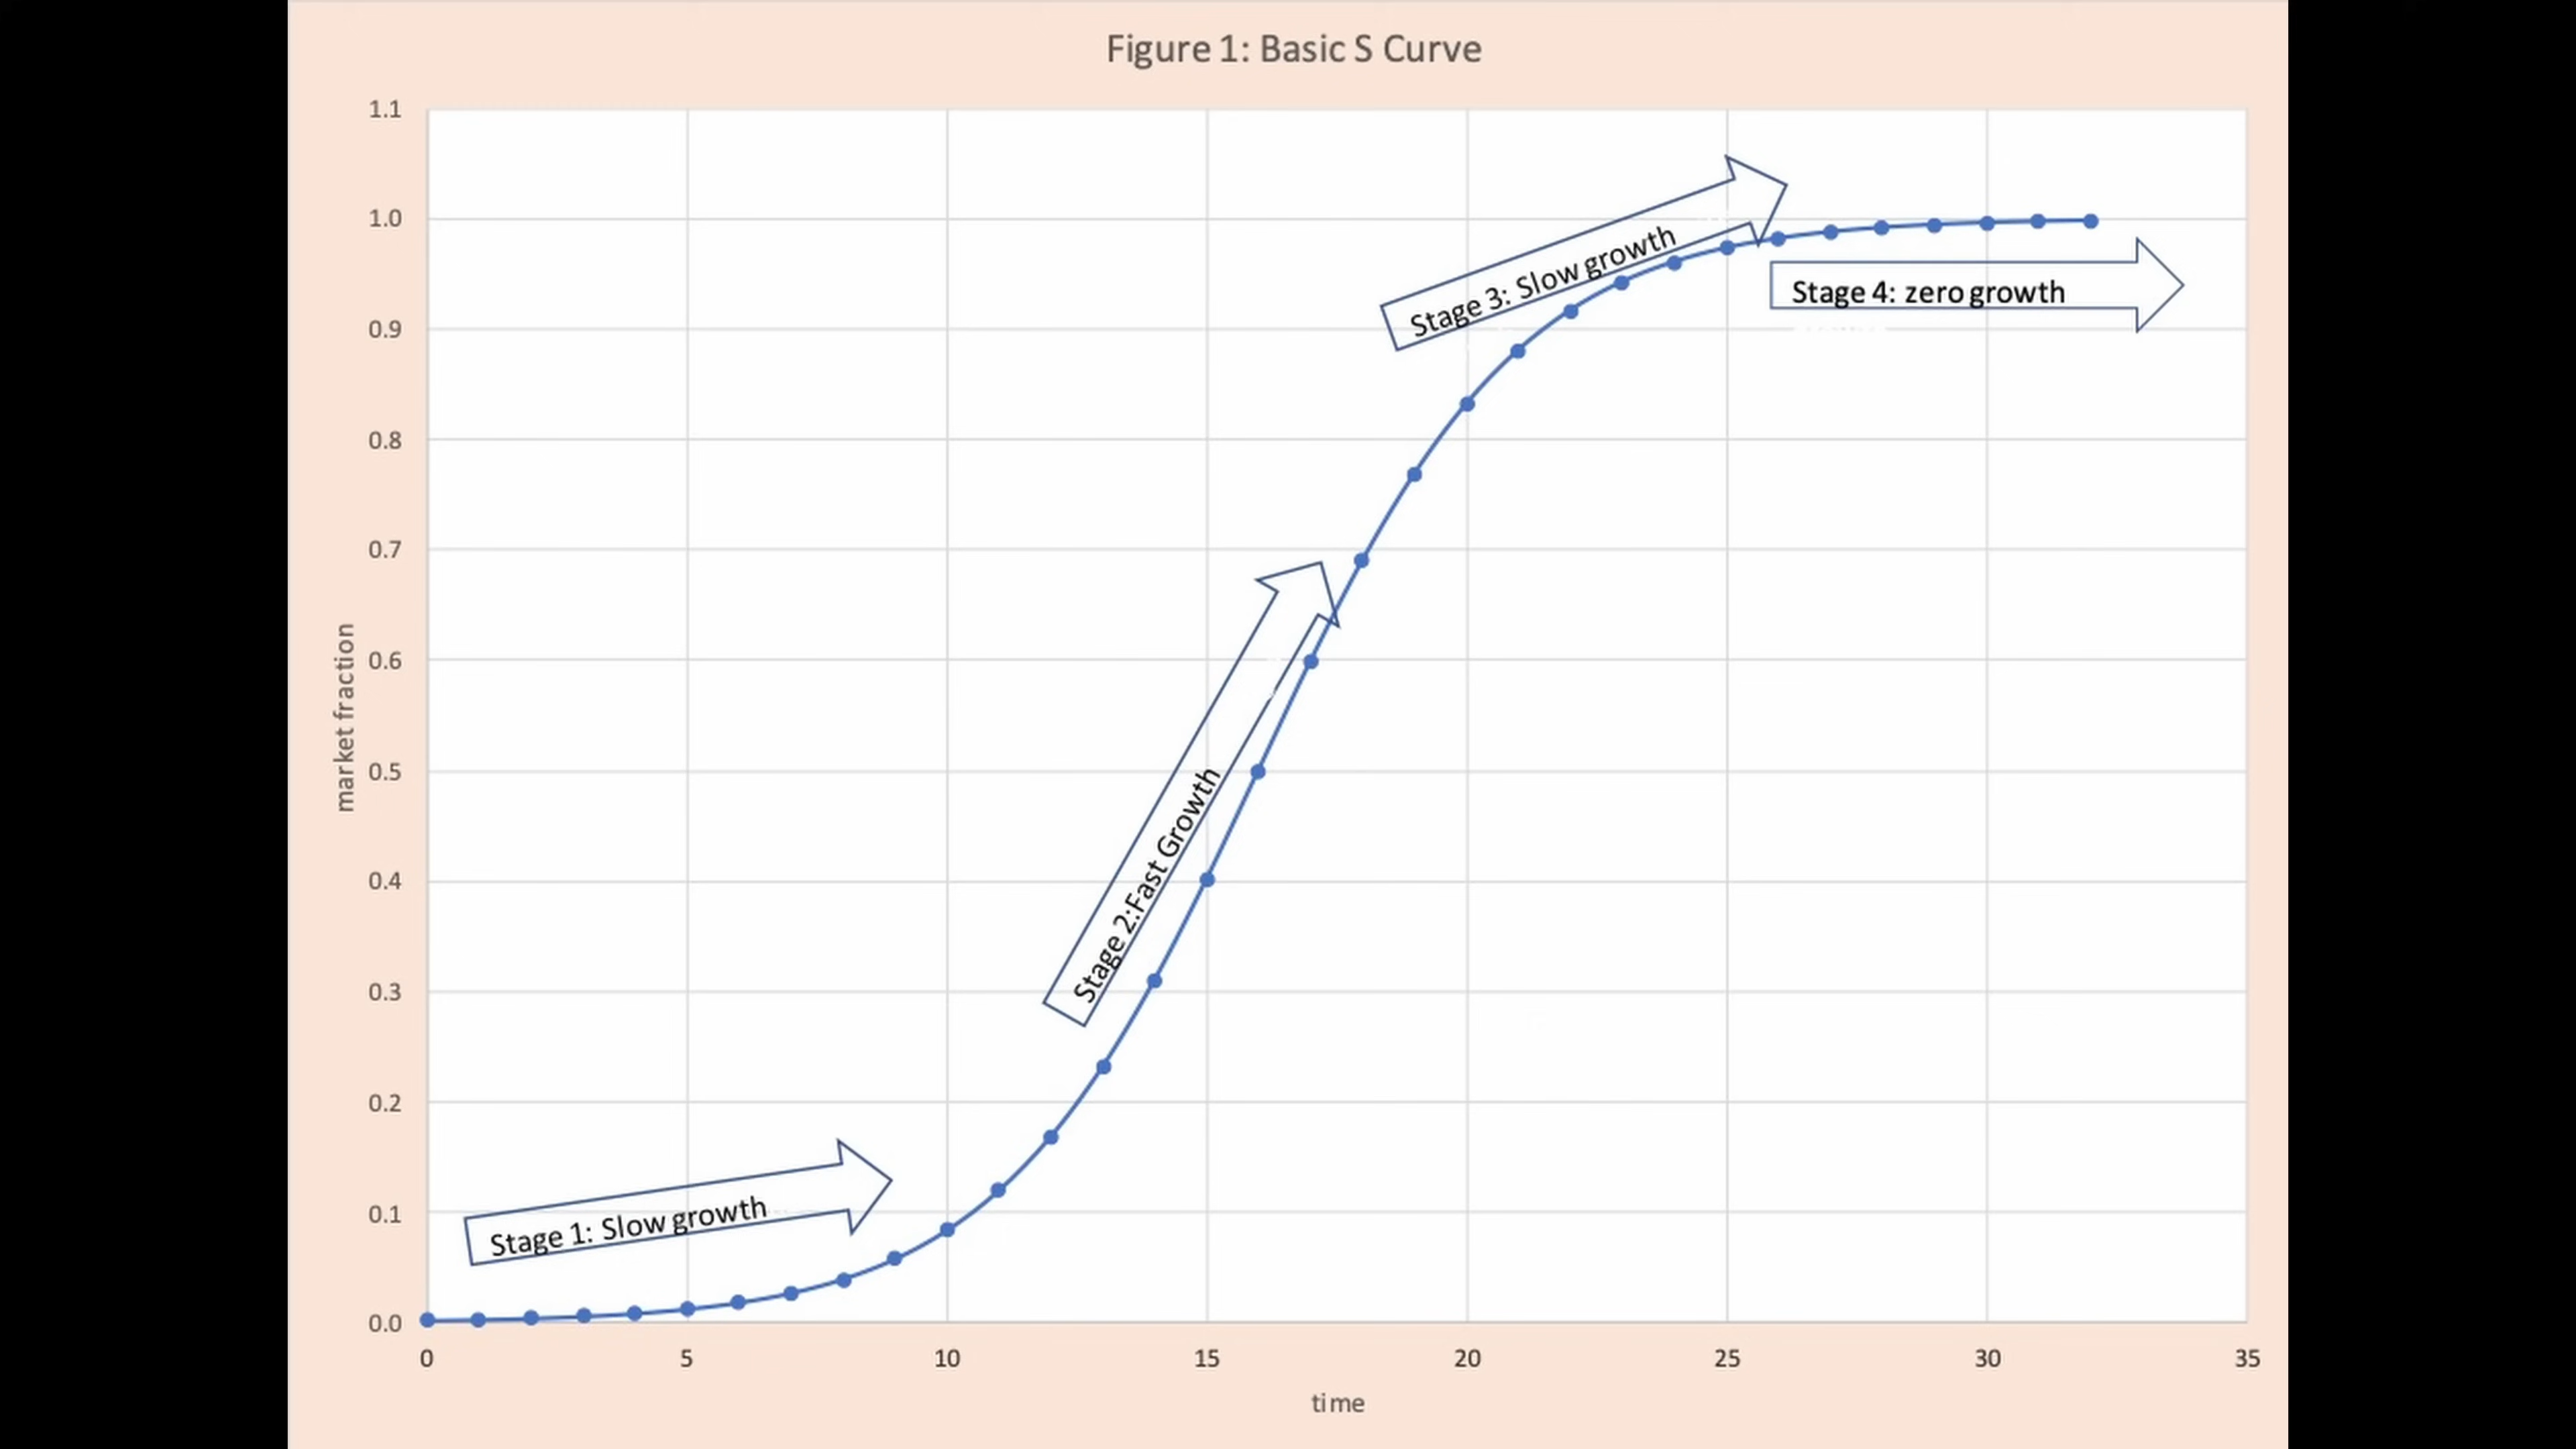 Figure 1: Basic S Curve
1.1
1.0
0.9
0.8
0.7
0.6
0.5
0.4
0.3
0.2
0.1
0.0
market fraction
Stage 3: Slow growth
Stage 4: zero growth
Stage 2:Fast Growth
Stage 1: Slow growth
0 5 10 15 20 25 30 35
time